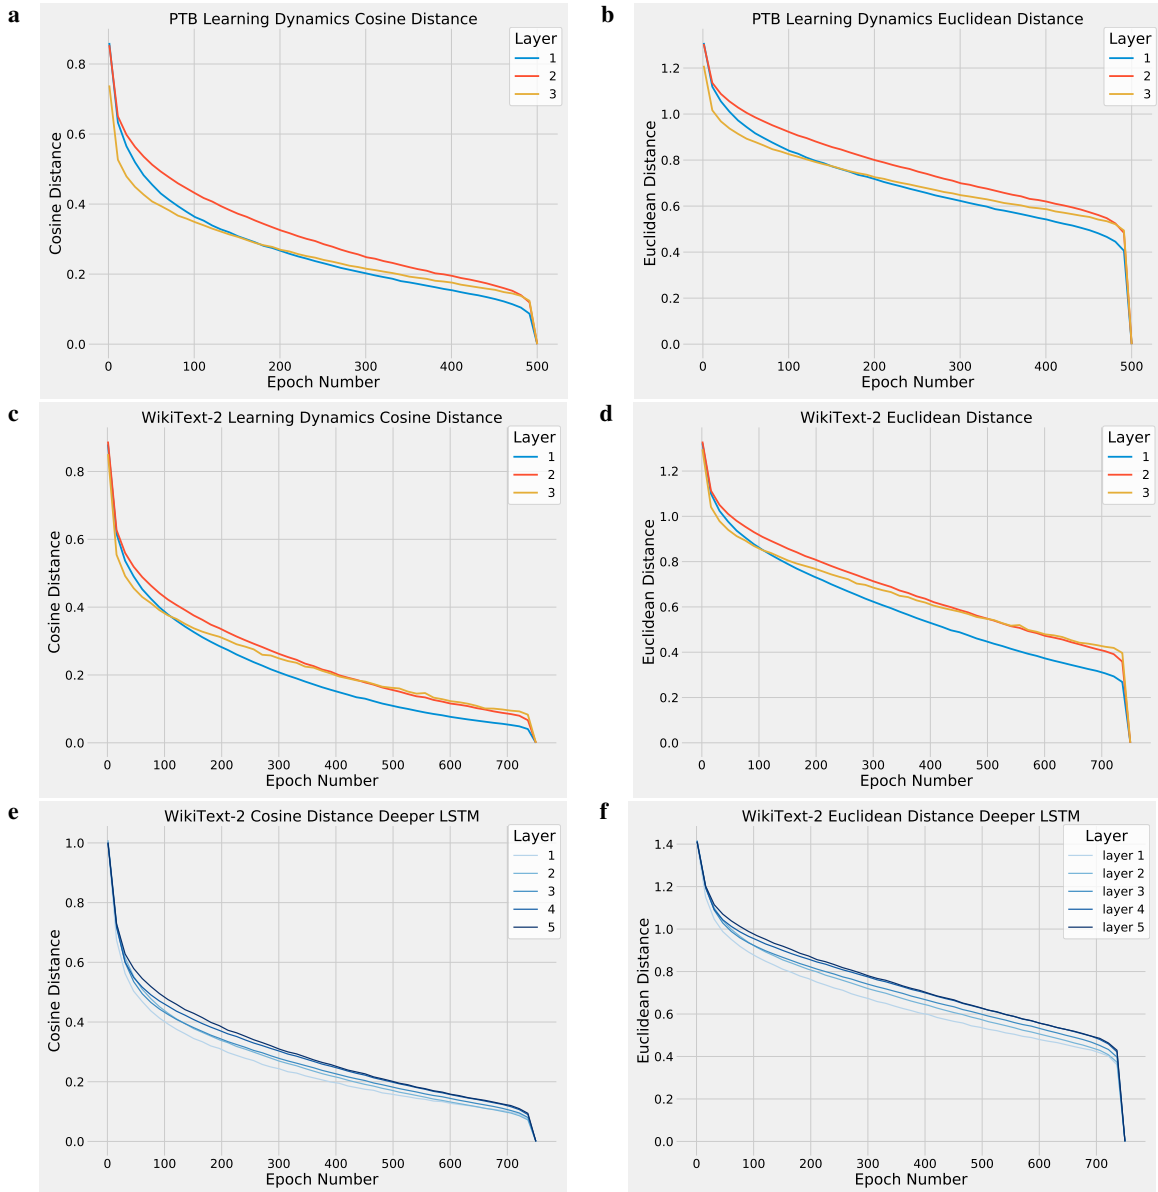 a
PTB Learning Dynamics Cosine Distance
Layer
1
2
3
0.8
0.6
0.4
0.2
0.0
Cosine Distance
0 100 200 300 400 500
Epoch Number
b
PTB Learning Dynamics Euclidean Distance
Layer
1
2
3
1.2
1.0
0.8
0.6
0.4
0.2
0.0
Euclidean Distance
0 100 200 300 400 500
Epoch Number
c
WikiText-2 Learning Dynamics Cosine Distance
Layer
1
2
3
0.8
0.6
0.4
0.2
0.0
Cosine Distance
0 100 200 300 400 500 600 700
Epoch Number
d
WikiText-2 Euclidean Distance
Layer
1
2
3
1.2
1.0
0.8
0.6
0.4
0.2
0.0
Euclidean Distance
0 100 200 300 400 500 600 700
Epoch Number
e
WikiText-2 Cosine Distance Deeper LSTM
Layer
1
2
3
4
5
1.0
0.8
0.6
0.4
0.2
0.0
Cosine Distance
0 100 200 300 400 500 600 700
Epoch Number
f
WikiText-2 Euclidean Distance Deeper LSTM
Layer
layer 1
layer 2
layer 3
layer 4
layer 5
1.4
1.2
1.0
0.8
0.6
0.4
0.2
0.0
Euclidean Distance
0 100 200 300 400 500 600 700
Epoch Number